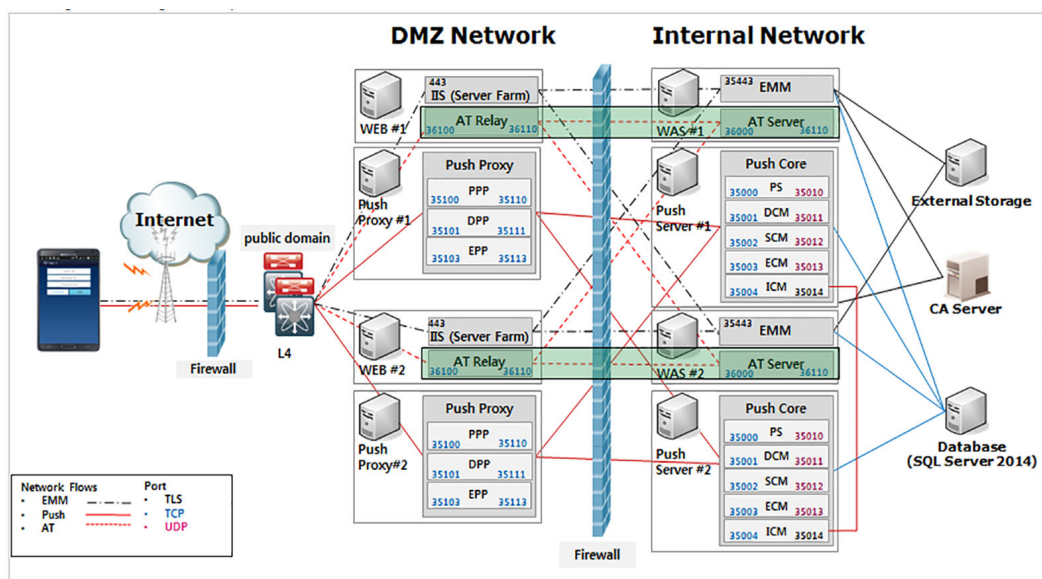 DMZ Network
Internal Network
443
IIS (Server Farm)
AT Relay
36100 36110
WEB #1
35443
EMM
AT Server
36000 36110
WAS #1
Push Proxy
PPP
35100 35110
DPP
35101 35111
EPP
35103 35113
Push
Proxy #1
Push Core
35000 PS 35010
35001 DCM 35011
35002 SCM 35012
35003 ECM 35013
35004 ICM 35014
Push
Server #1
Internet
public domain
L4
Firewall
External Storage
CA Server
Database
(SQL Server 2014)
443
IIS (Server Farm)
AT Relay
36100 36110
WEB #2
35443
EMM
AT Server
36000 36110
WAS #2
Push Proxy
PPP
35100 35110
DPP
35101 35111
EPP
35103 35113
Push
Proxy#2
Push Core
35000 PS 35010
35001 DCM 35011
35002 SCM 35012
35003 ECM 35013
35004 ICM 35014
Push
Server #2
Firewall
Network Flows Port
• EMM • TLS
• Push • TCP
• AT • UDP